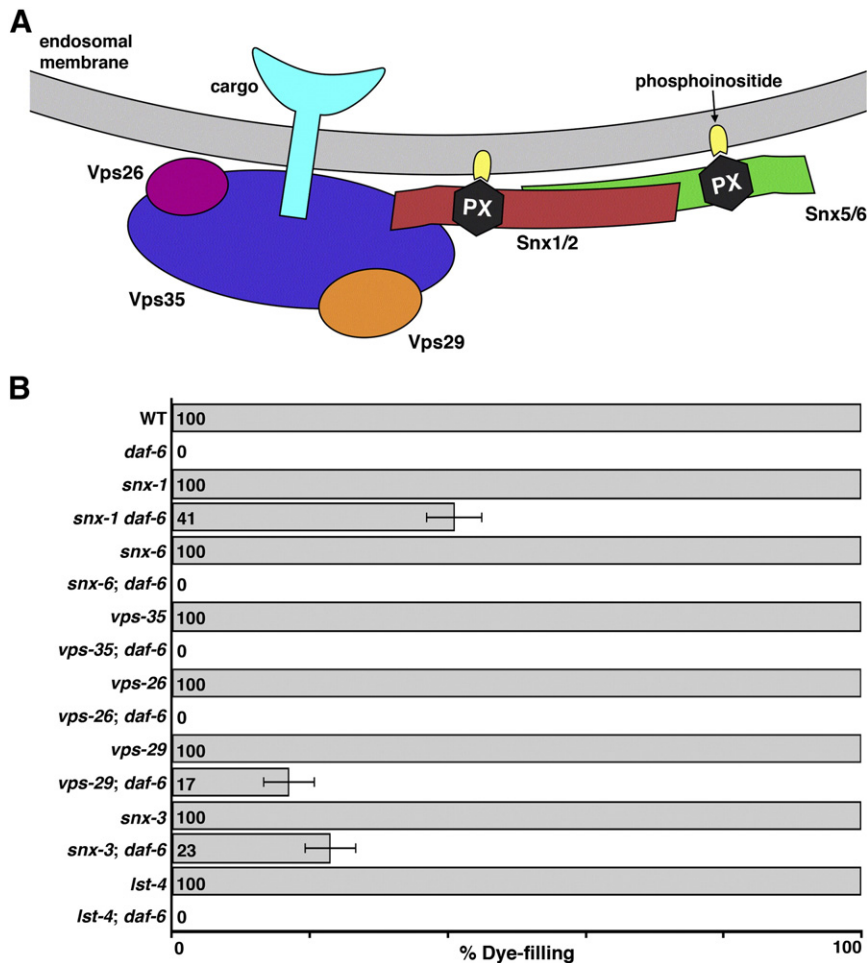 A
endosomal
membrane
cargo
phosphoinositide
Vps26
PX
PX
Snx5/6
Snx1/2
Vps35
Vps29
B
WT 100
daf-6 0
snx-1 100
snx-1 daf-6 41
snx-6 100
snx-6; daf-6 0
vps-35 100
vps-35; daf-6 0
vps-26 100
vps-26; daf-6 0
vps-29 100
vps-29; daf-6 17
snx-3 100
snx-3; daf-6 23
lst-4 100
lst-4; daf-6 0
0 % Dye-filling 100